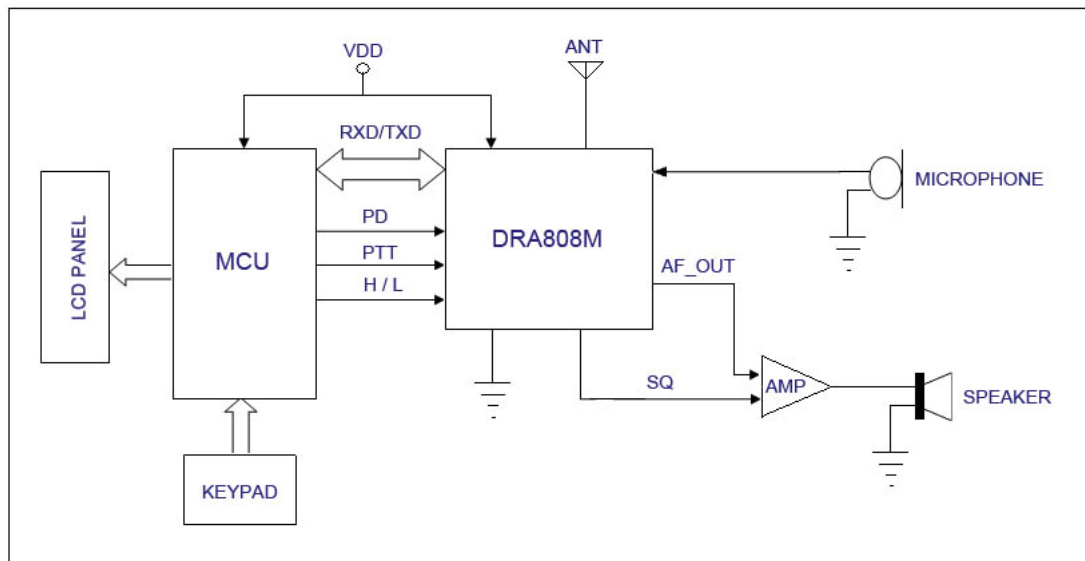 VDD
ANT
RXD/TXD
MICROPHONE
LCD PANEL
MCU
PD
PTT
H / L
DRA808M
AF_OUT
SQ
AMP
SPEAKER
KEYPAD